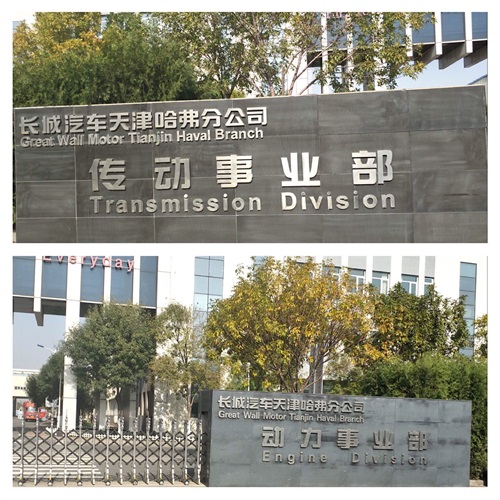 长城汽车天津哈弗分公司
Great Wall Motor Tianjin Haval Branch
传动事业部
Transmission Division
Everyday
长城汽车天津哈弗分公司
Great Wall Motor Tianjin Haval Branch
动力事业部
Engine Division